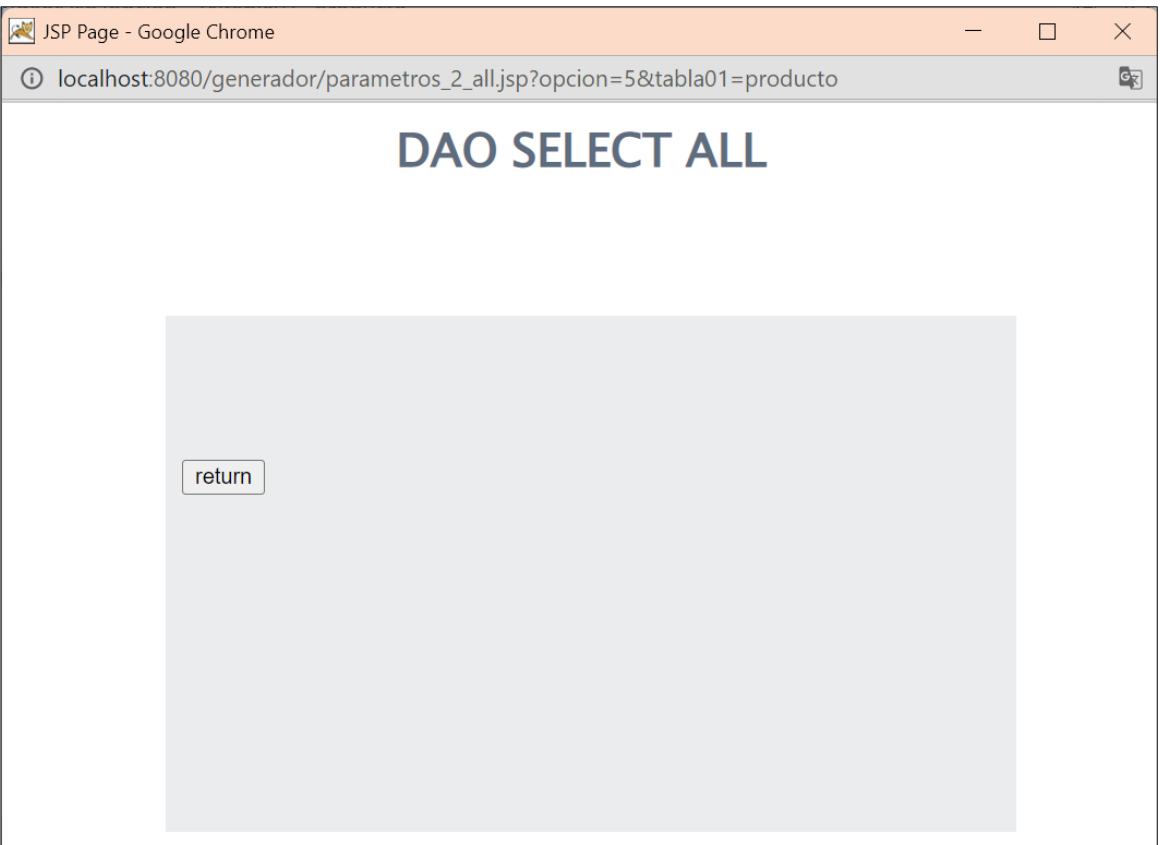 JSP Page - Google Chrome
localhost:8080/generador/parametros_2_all.jsp?opcion=5&tabla01=producto
DAO SELECT ALL
return